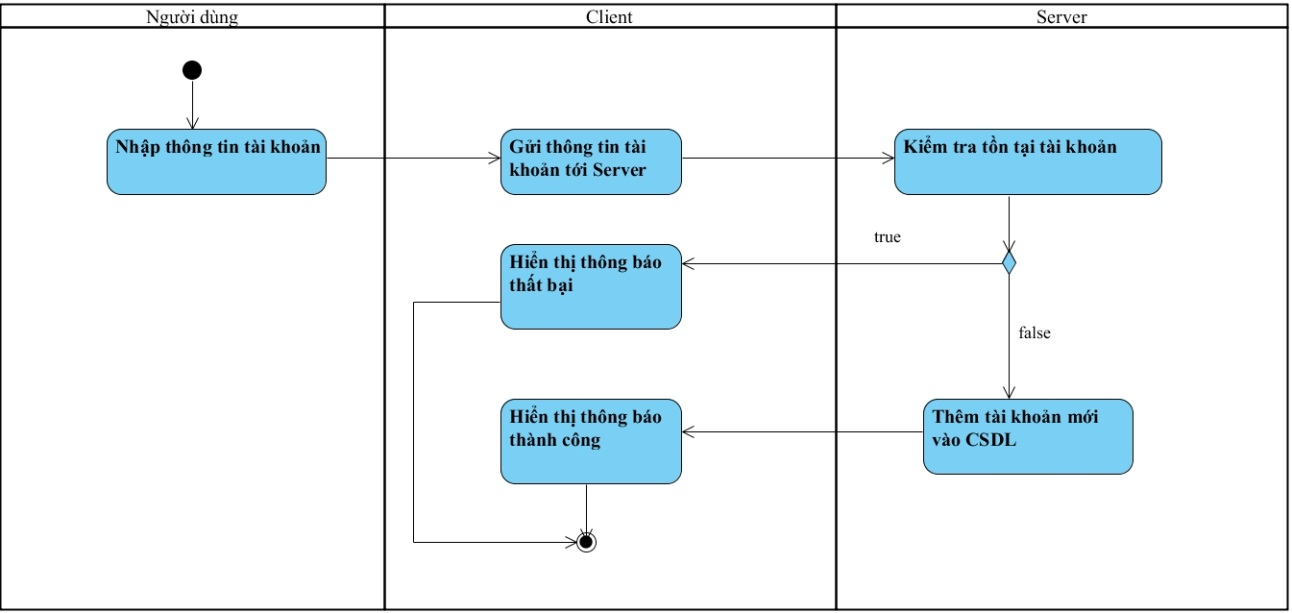 Người dùng
Client
Server
Nhập thông tin tài khoản
Gửi thông tin tài
khoản tới Server
Kiểm tra tồn tại tài khoản
true
Hiển thị thông báo
thất bại
false
Hiển thị thông báo
thành công
Thêm tài khoản mới
vào CSDL